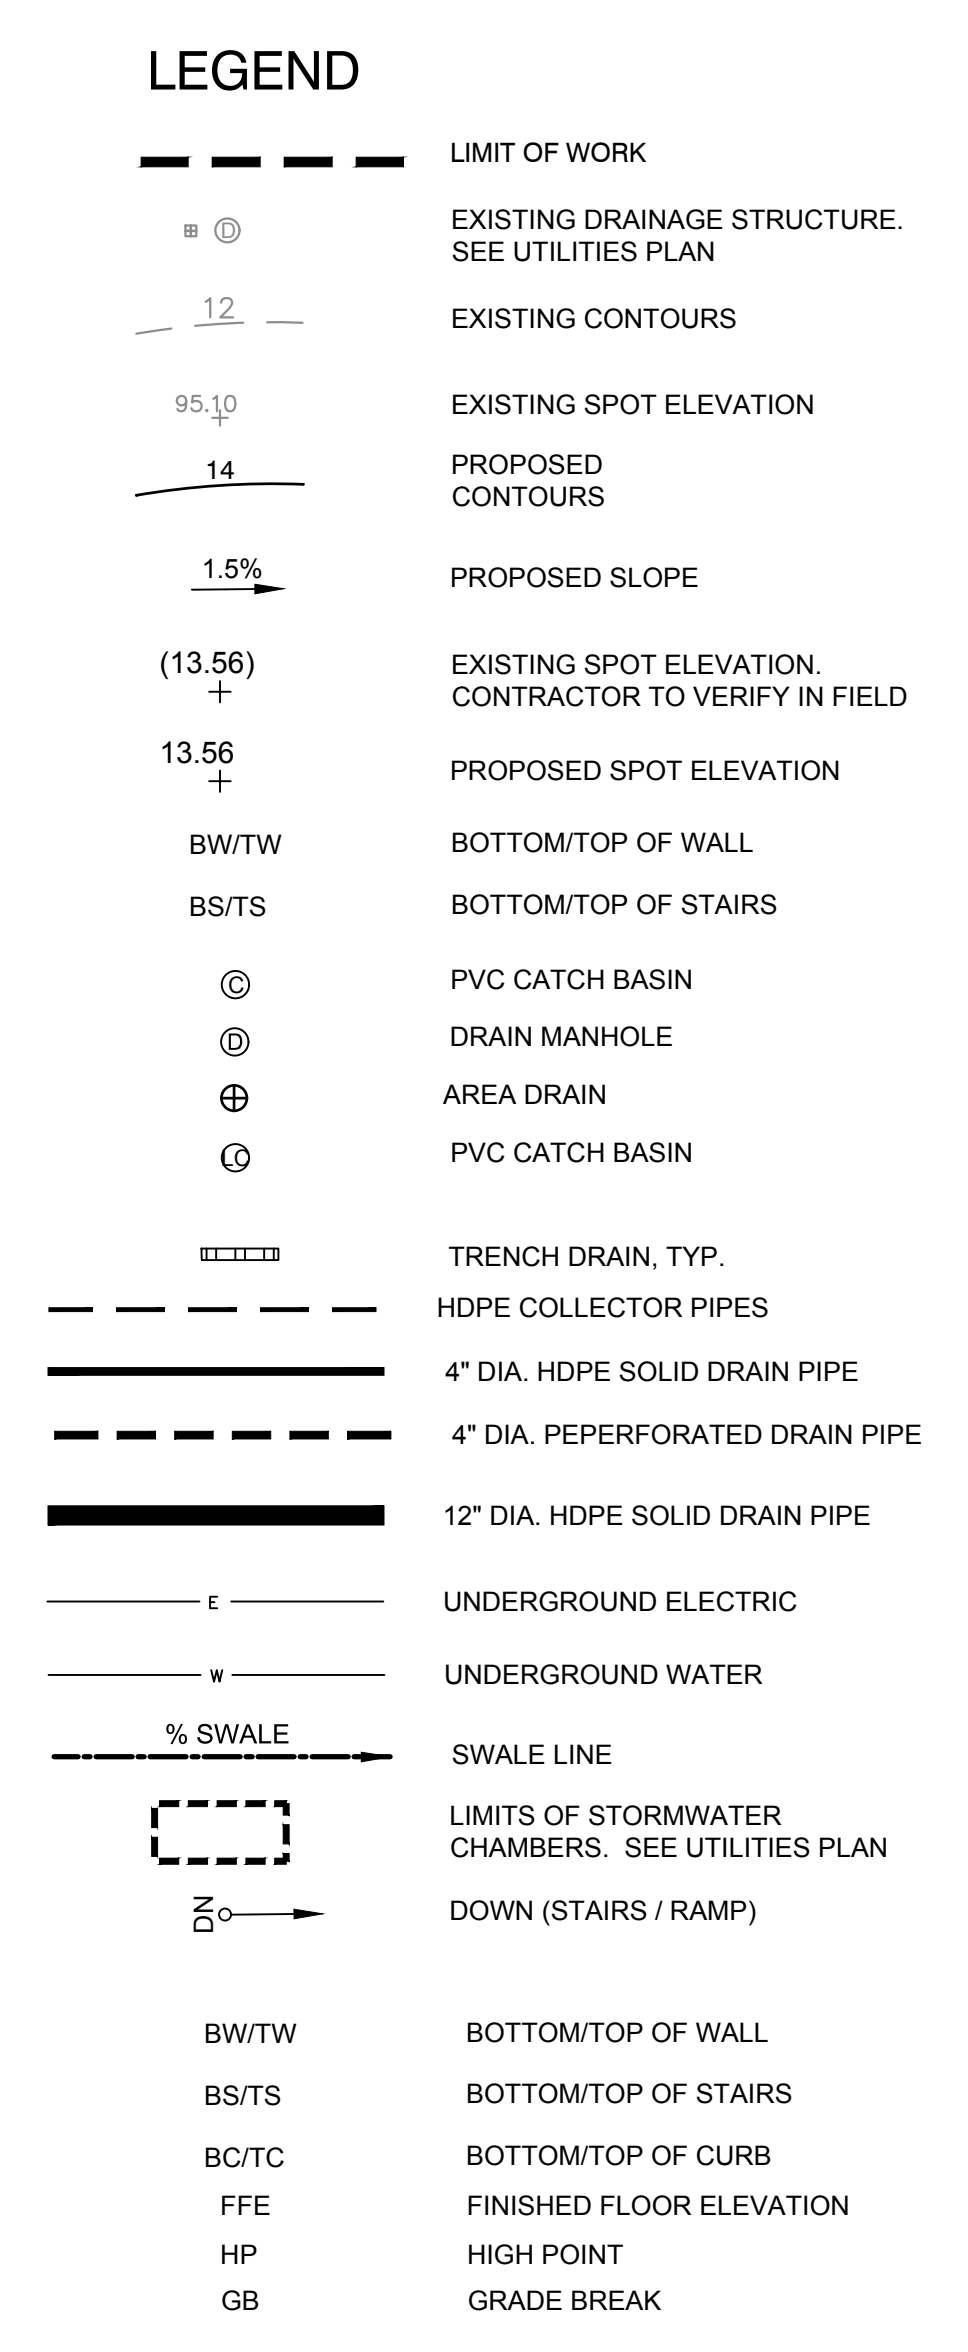 LEGEND
LIMIT OF WORK
D
EXISTING DRAINAGE STRUCTURE.
SEE UTILITIES PLAN
12
EXISTING CONTOURS
95.10
EXISTING SPOT ELEVATION
14
PROPOSED
CONTOURS
1.5%
PROPOSED SLOPE
(13.56)
EXISTING SPOT ELEVATION.
CONTRACTOR TO VERIFY IN FIELD
13.56
PROPOSED SPOT ELEVATION
BW/TW BOTTOM/TOP OF WALL
BS/TS BOTTOM/TOP OF STAIRS
C PVC CATCH BASIN
D DRAIN MANHOLE
AREA DRAIN
LC PVC CATCH BASIN
TRENCH DRAIN, TYP.
HDPE COLLECTOR PIPES
4" DIA. HDPE SOLID DRAIN PIPE
4" DIA. PEPERFORATED DRAIN PIPE
12" DIA. HDPE SOLID DRAIN PIPE
E UNDERGROUND ELECTRIC
W UNDERGROUND WATER
% SWALE
SWALE LINE
LIMITS OF STORMWATER
CHAMBERS. SEE UTILITIES PLAN
DN DOWN (STAIRS / RAMP)
BW/TW BOTTOM/TOP OF WALL
BS/TS BOTTOM/TOP OF STAIRS
BC/TC BOTTOM/TOP OF CURB
FFE FINISHED FLOOR ELEVATION
HP HIGH POINT
GB GRADE BREAK